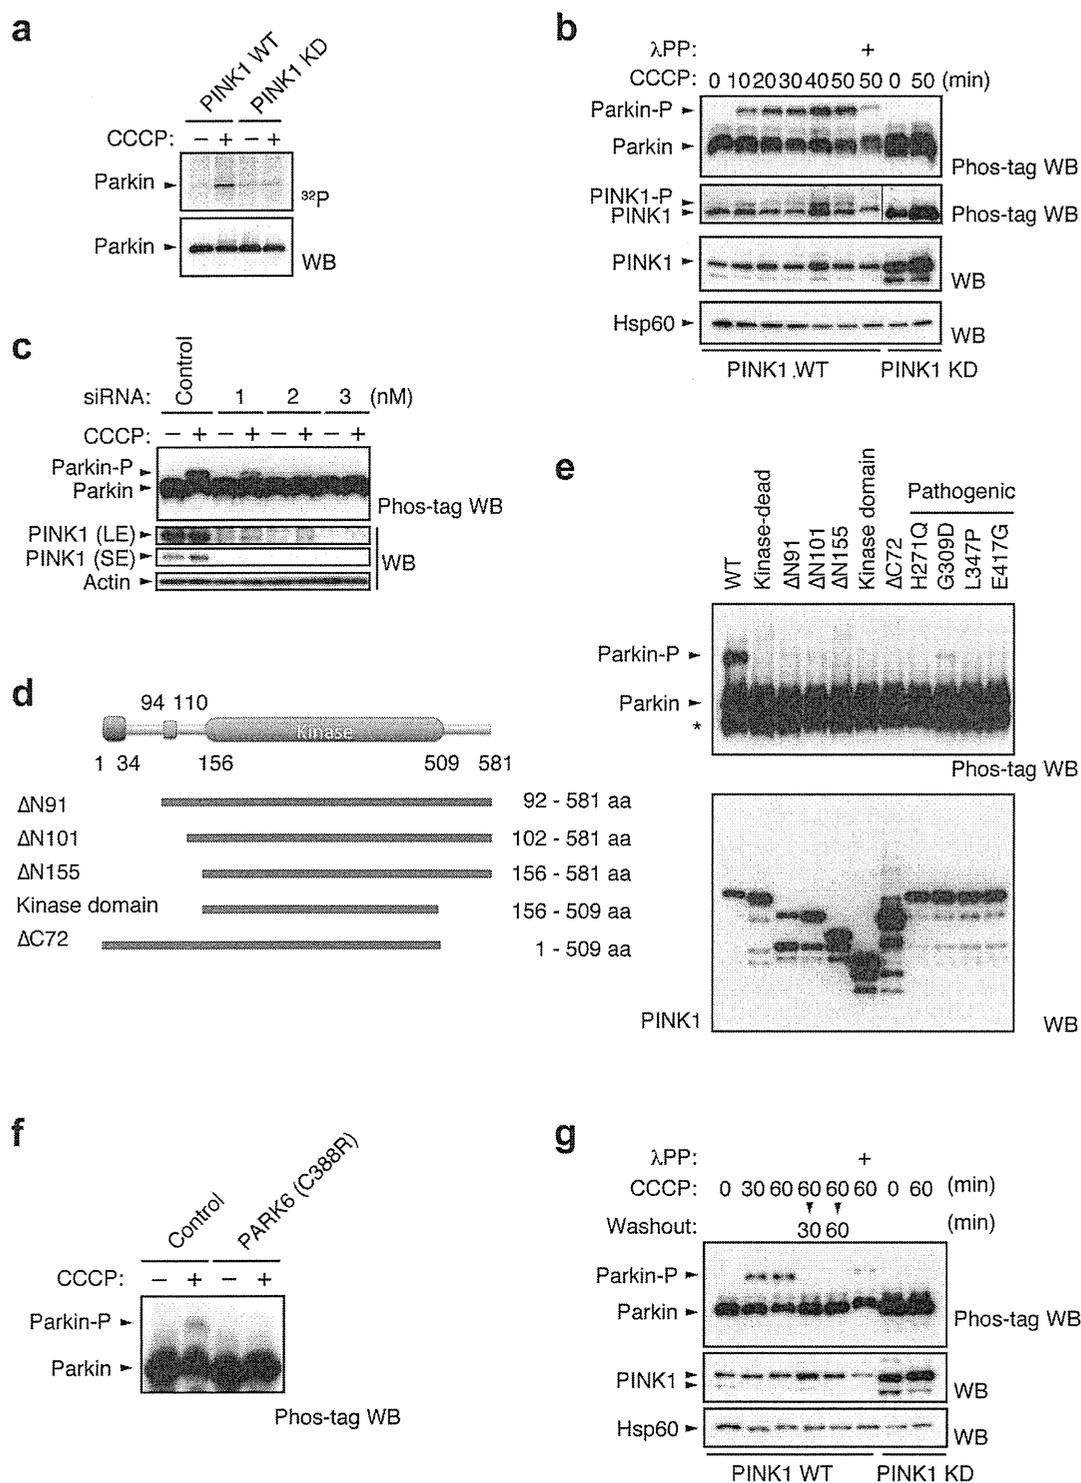 a
PINK1 WT
PINK1 KD
CCCP: – + – +
Parkin
32P
Parkin
WB
b
λPP: +
CCCP: 0 10 20 30 40 50 50 0 50 (min)
Parkin-P
Parkin
Phos-tag WB
PINK1-P
PINK1
Phos-tag WB
PINK1
WB
Hsp60
WB
PINK1 WT
PINK1 KD
c
Control
siRNA: 1 2 3 (nM)
CCCP: – + – + – + – +
Parkin-P
Parkin
Phos-tag WB
PINK1 (LE)
PINK1 (SE)
WB
Actin
d
94 110
Kinase
1 34 156 509 581
ΔN91 92 - 581 aa
ΔN101 102 - 581 aa
ΔN155 156 - 581 aa
Kinase domain 156 - 509 aa
ΔC72 1 - 509 aa
e
Pathogenic
WT
Kinase-dead
ΔN91
ΔN101
ΔN155
Kinase domain
ΔC72
H271Q
G309D
L347P
E417G
Parkin-P
Parkin
*
Phos-tag WB
PINK1
WB
f
Control
PARK6 (C388R)
CCCP: – + – +
Parkin-P
Parkin
Phos-tag WB
g
λPP: +
CCCP: 0 30 60 60 60 60 0 60 (min)
Washout: 30 60 (min)
Parkin-P
Parkin
Phos-tag WB
PINK1
WB
Hsp60
WB
PINK1 WT
PINK1 KD